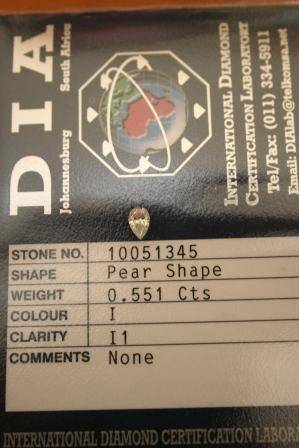 DIA
Johannesburg South Africa
INTERNATIONAL DIAMOND
CERTIFICATION LABORATORY
Tel/Fax: (011) 334-5911
Email: DIAlab@telkomsa.net
STONE NO. 10051345
SHAPE Pear Shape
WEIGHT 0.551 Cts
COLOUR I
CLARITY I1
COMMENTS None
INTERNATIONAL DIAMOND CERTIFICATION LABORA